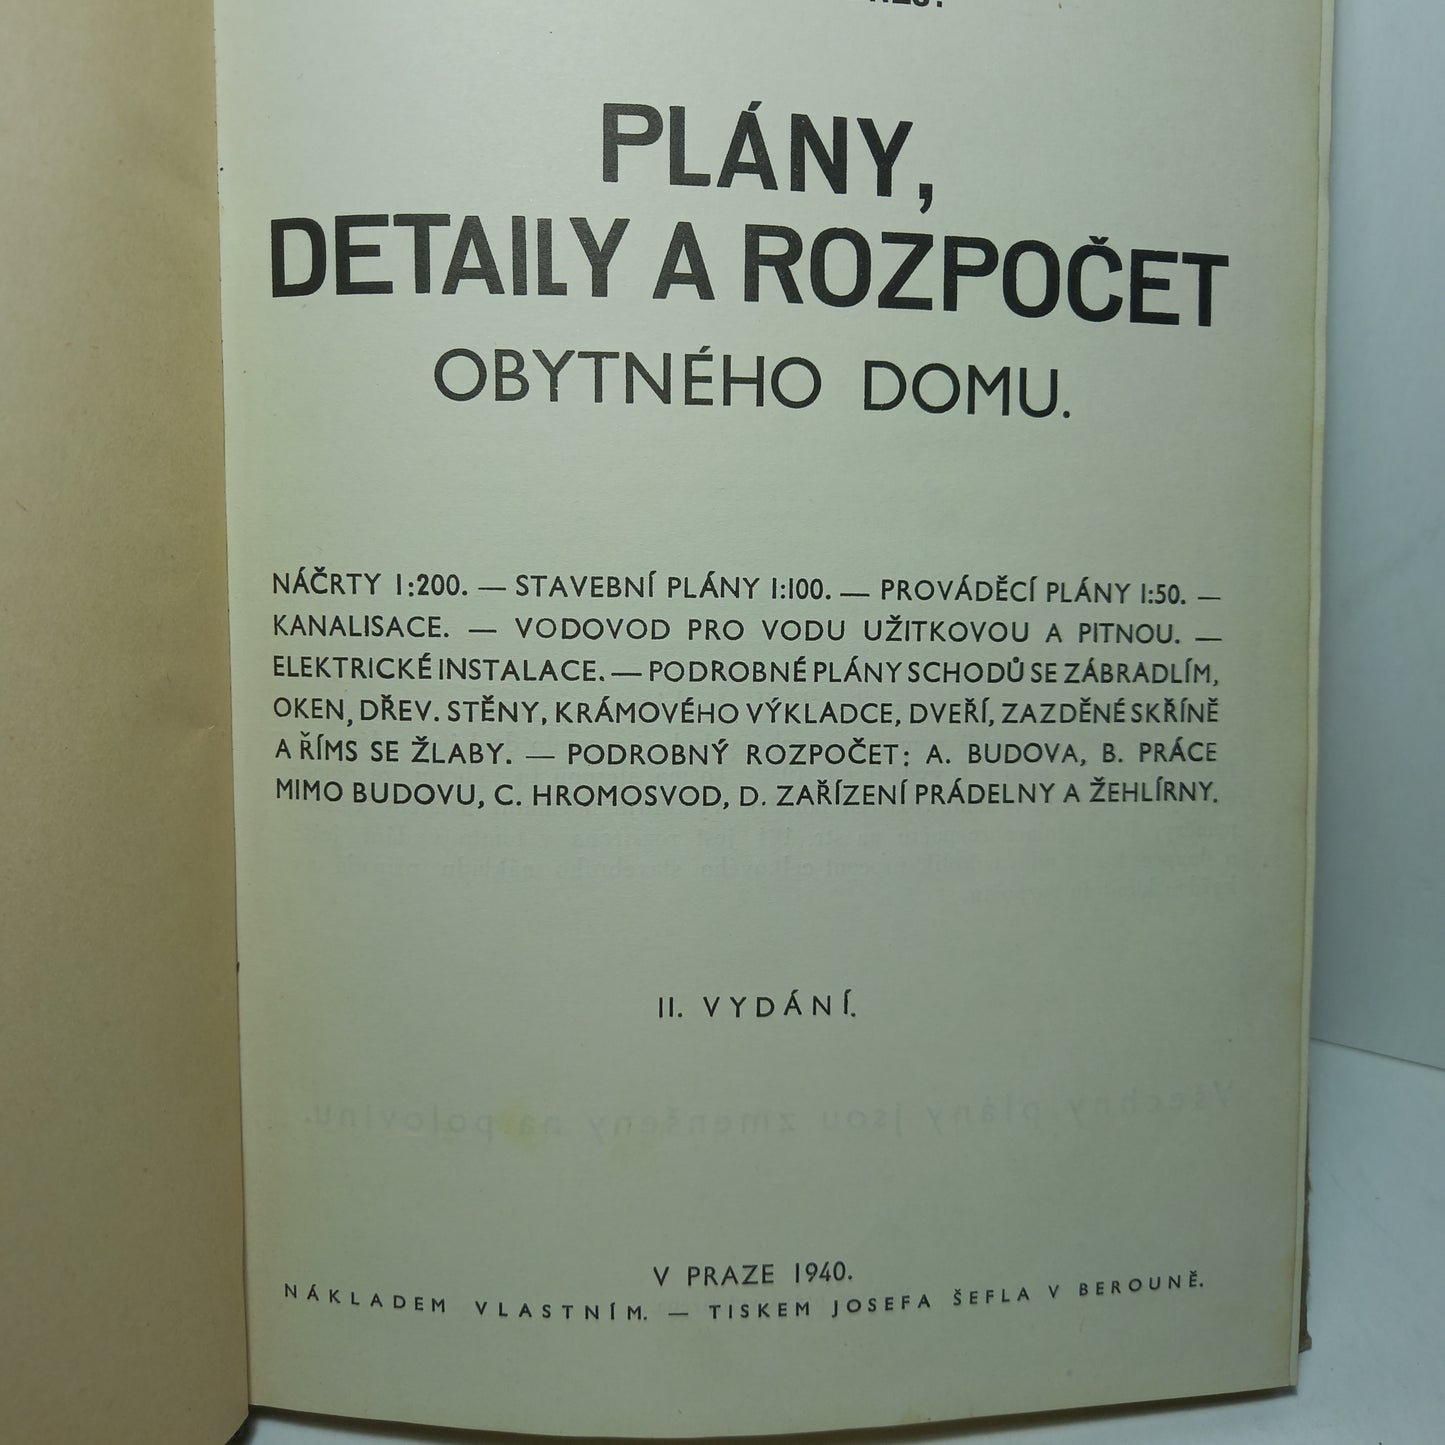 PLÁNY,
DETAILY A ROZPOČET
OBYTNÉHO DOMU.
NÁČRTY 1:200. — STAVEBNÍ PLÁNY 1:100. — PROVÁDĚCÍ PLÁNY 1:50. —
KANALISACE. — VODOVOD PRO VODU UŽITKOVOU A PITNOU. —
ELEKTRICKÉ INSTALACE. — PODROBNÉ PLÁNY SCHODŮ SE ZÁBRADLÍM,
OKEN, DŘEV. STĚNY, KRÁMOVÉHO VÝKLADCE, DVEŘÍ, ZAZDĚNÉ SKŘÍNĚ
A ŘÍMS SE ŽLABY. — PODROBNÝ ROZPOČET: A. BUDOVA, B. PRÁCE
MIMO BUDOVU, C. HROMOSVOD, D. ZAŘÍZENÍ PRÁDELNY A ŽEHLÍRNY.
II. VYDÁNÍ.
Všechny plány jsou zmenšeny na polovinu.
V PRAZE 1940.
NÁKLADEM VLASTNÍM. — TISKEM JOSEFA ŠEFLA V BEROUNĚ.